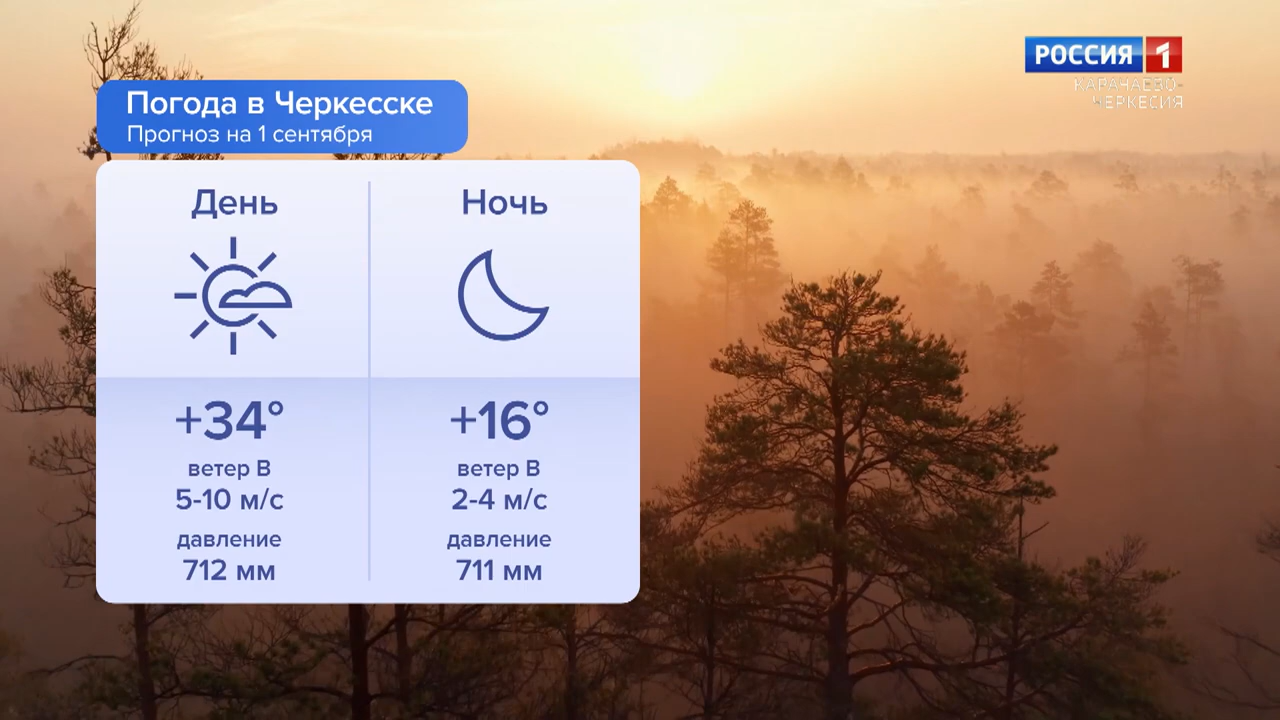 РОССИЯ 1
КАРАЧАЕВО-
ЧЕРКЕСИЯ
Погода в Черкесске
Прогноз на 1 сентября
День
Ночь
+34°
+16°
ветер В
ветер В
5-10 м/с
2-4 м/с
давление
давление
712 мм
711 мм